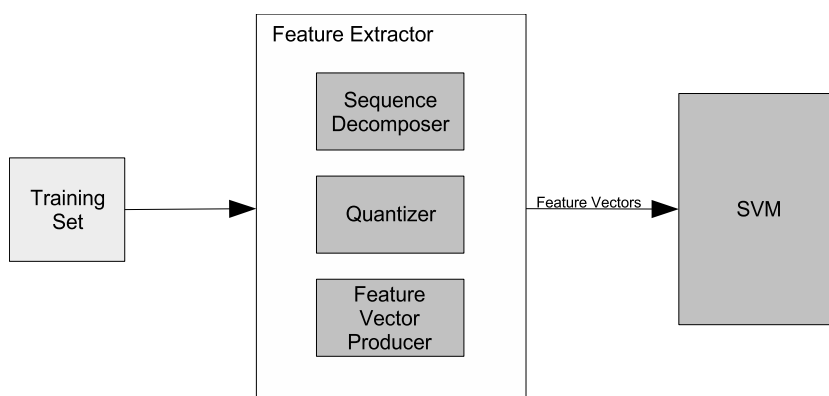 Feature Extractor
Sequence
Decomposer
Training
Set
Quantizer
Feature Vectors
SVM
Feature
Vector
Producer